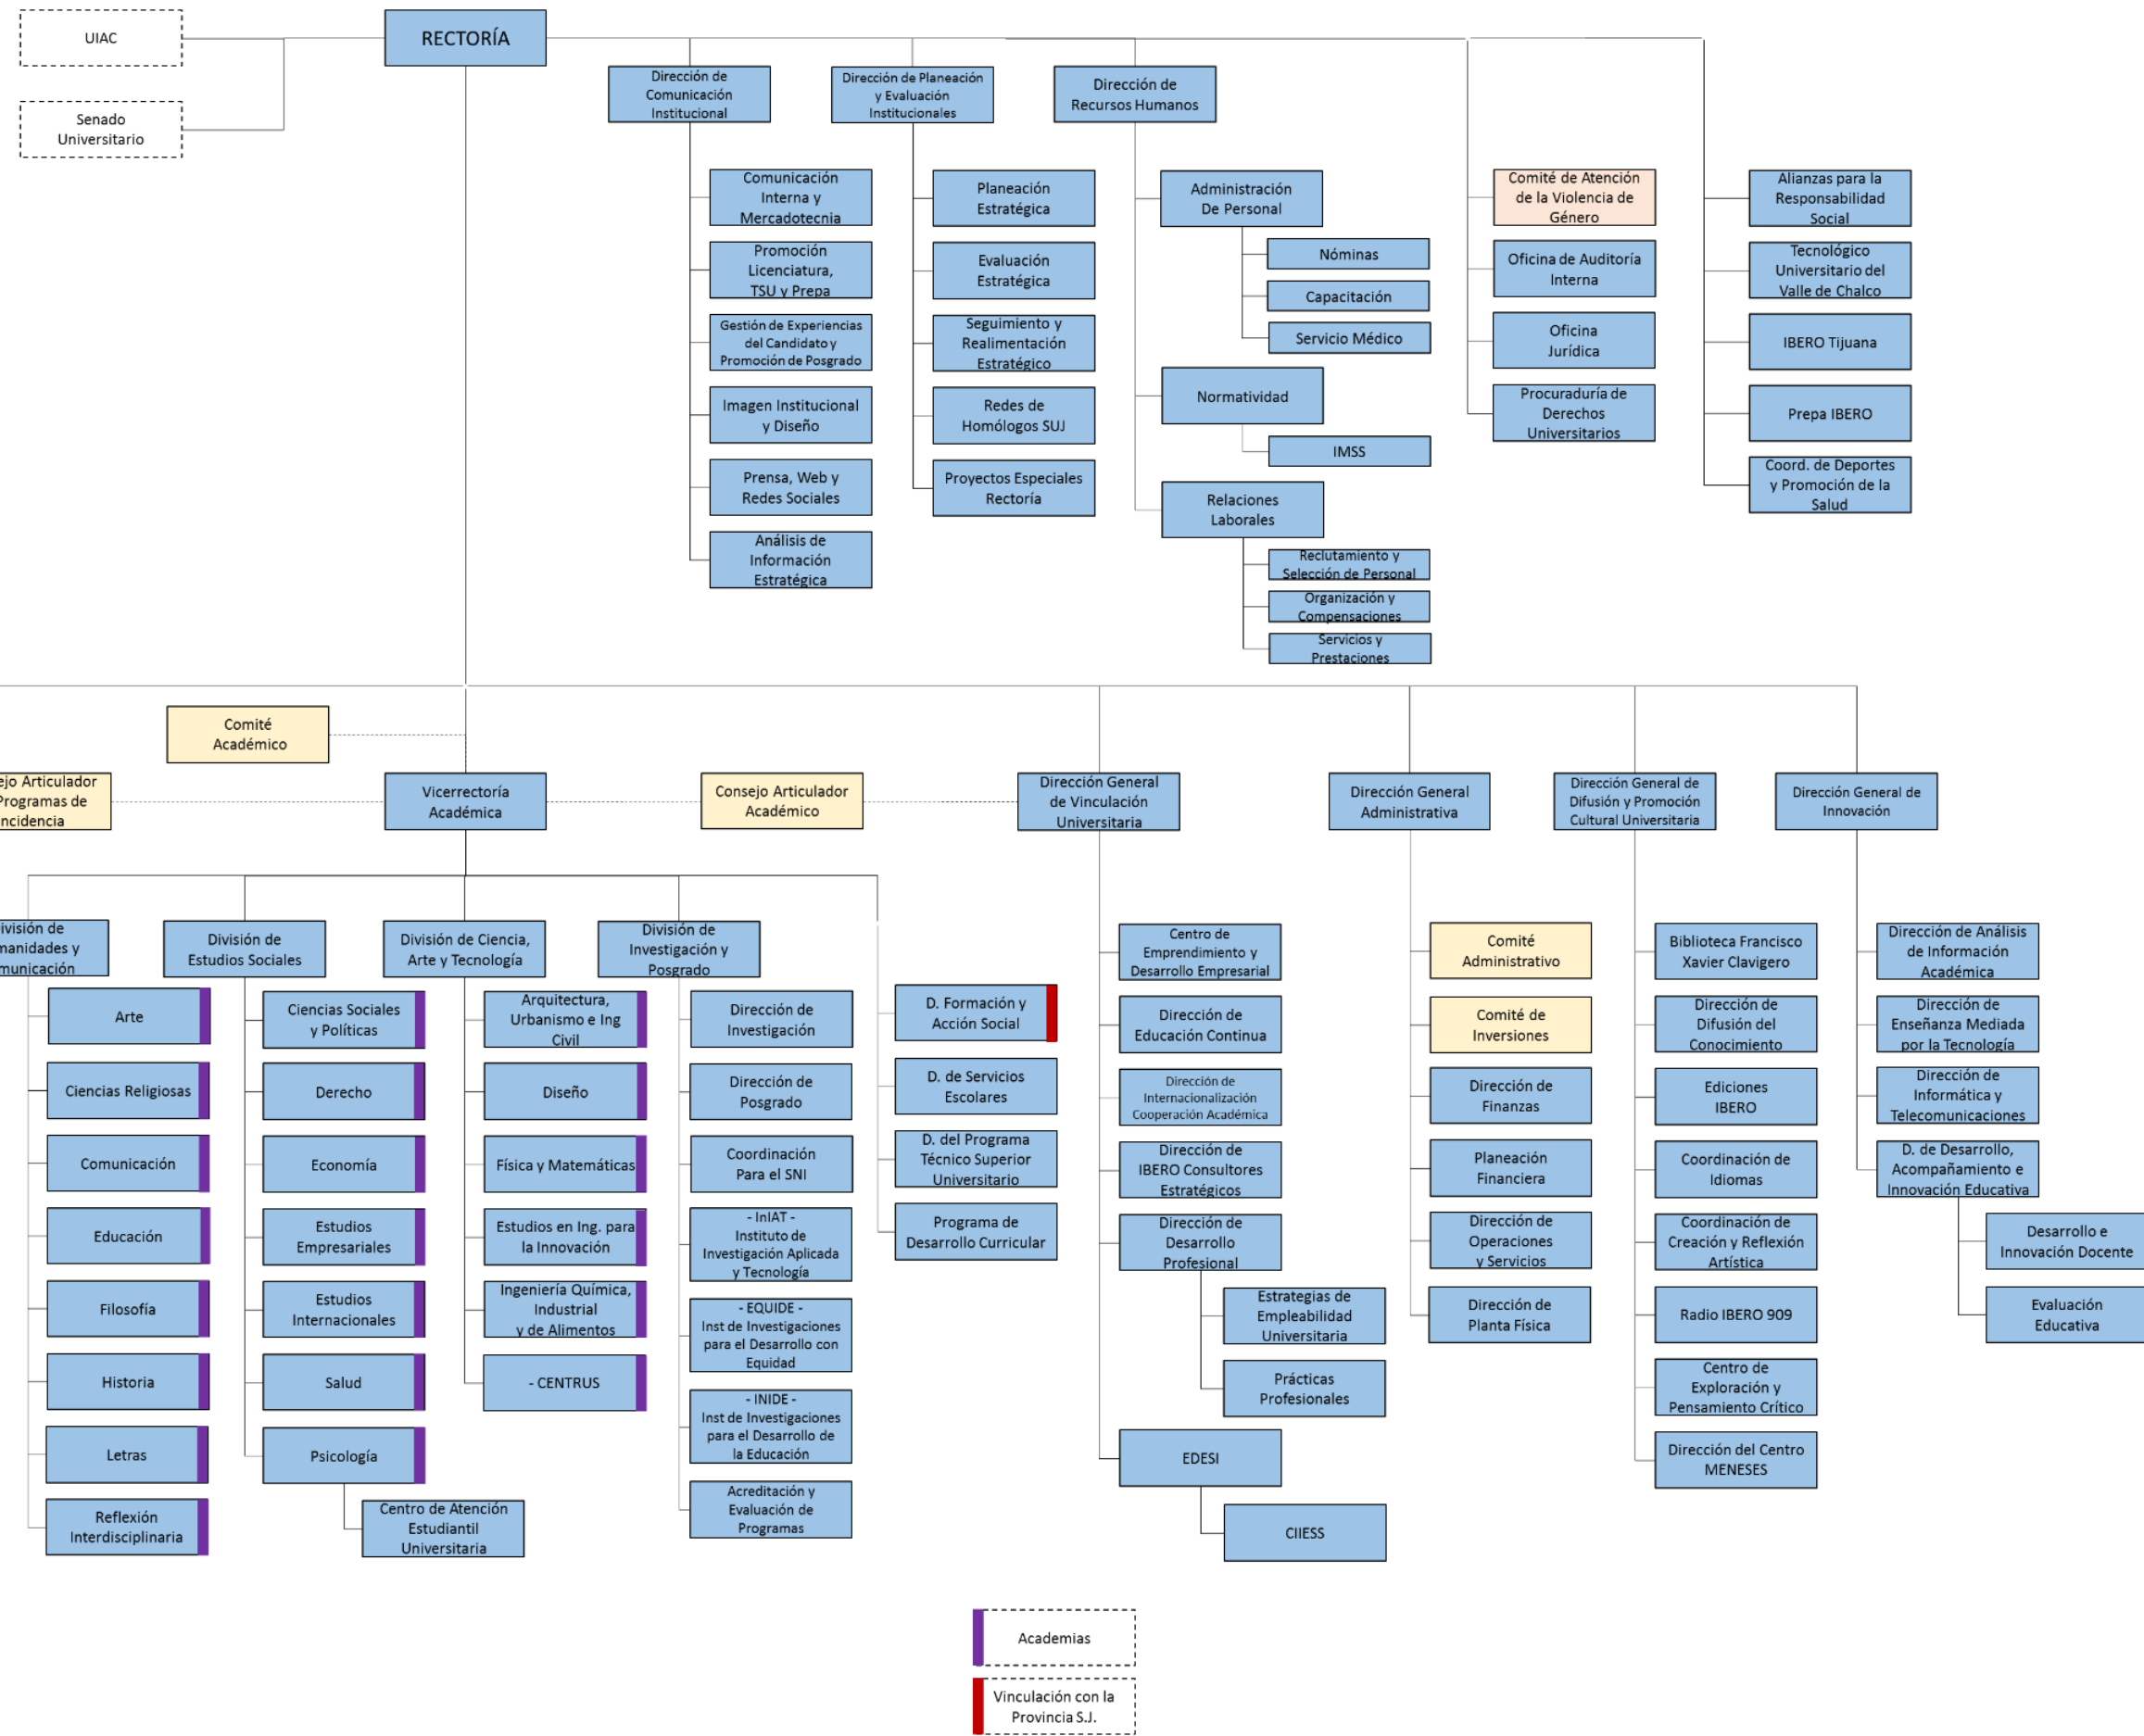 UIAC
RECTORÍA
Senado
Universitario
Dirección de
Comunicación
Institucional
Dirección de Planeación
y Evaluación
Institucionales
Dirección de
Recursos Humanos
Comunicación
Interna y
Mercadotecnia
Promoción
Licenciatura,
TSU y Prepa
Gestión de Experiencias
del Candidato y
Promoción de Posgrado
Imagen Institucional
y Diseño
Prensa, Web y
Redes Sociales
Análisis de
Información
Estratégica
Planeación
Estratégica
Evaluación
Estratégica
Seguimiento y
Realimentación
Estratégico
Redes de
Homólogos SUJ
Proyectos Especiales
Rectoría
Administración
De Personal
Nóminas
Capacitación
Servicio Médico
Normatividad
IMSS
Relaciones
Laborales
Reclutamiento y
Selección de Personal
Organización y
Compensaciones
Servicios y
Prestaciones
Comité de Atención
de la Violencia de
Género
Oficina de Auditoría
Interna
Oficina
Jurídica
Procuraduría de
Derechos
Universitarios
Alianzas para la
Responsabilidad
Social
Tecnológico
Universitario del
Valle de Chalco
IBERO Tijuana
Prepa IBERO
Coord. de Deportes
y Promoción de la
Salud
Comité
Académico
ejo Articulador
Programas de
ncidencia
Vicerrectoría
Académica
Consejo Articulador
Académico
Dirección General
de Vinculación
Universitaria
Dirección General
Administrativa
Dirección General de
Difusión y Promoción
Cultural Universitaria
Dirección General de
Innovación
ivisión de
manidades y
municación
Arte
Ciencias Religiosas
Comunicación
Educación
Filosofía
Historia
Letras
Reflexión
Interdisciplinaria
División de
Estudios Sociales
Ciencias Sociales
y Políticas
Derecho
Economía
Estudios
Empresariales
Estudios
Internacionales
Salud
Psicología
Centro de Atención
Estudiantil
Universitaria
División de Ciencia,
Arte y Tecnología
Arquitectura,
Urbanismo e Ing
Civil
Diseño
Física y Matemáticas
Estudios en Ing. para
la Innovación
Ingeniería Química,
Industrial
y de Alimentos
- CENTRUS
División de
Investigación y
Posgrado
Dirección de
Investigación
Dirección de
Posgrado
Coordinación
Para el SNI
- InIAT -
Instituto de
Investigación Aplicada
y Tecnología
- EQUIDE -
Inst de Investigaciones
para el Desarrollo con
Equidad
- INIDE -
Inst de Investigaciones
para el Desarrollo de
la Educación
Acreditación y
Evaluación de
Programas
D. Formación y
Acción Social
D. de Servicios
Escolares
D. del Programa
Técnico Superior
Universitario
Programa de
Desarrollo Curricular
Centro de
Emprendimiento y
Desarrollo Empresarial
Dirección de
Educación Continua
Dirección de
Internacionalización
Cooperación Académica
Dirección de
IBERO Consultores
Estratégicos
Dirección de
Desarrollo
Profesional
Estrategias de
Empleabilidad
Universitaria
Prácticas
Profesionales
EDESI
CIIESS
Comité
Administrativo
Comité de
Inversiones
Dirección de
Finanzas
Planeación
Financiera
Dirección de
Operaciones
y Servicios
Dirección de
Planta Física
Biblioteca Francisco
Xavier Clavigero
Dirección de
Difusión del
Conocimiento
Ediciones
IBERO
Coordinación de
Idiomas
Coordinación de
Creación y Reflexión
Artística
Radio IBERO 909
Centro de
Exploración y
Pensamiento Crítico
Dirección del Centro
MENESES
Dirección de Análisis
de Información
Académica
Dirección de
Enseñanza Mediada
por la Tecnología
Dirección de
Informática y
Telecomunicaciones
D. de Desarrollo,
Acompañamiento e
Innovación Educativa
Desarrollo e
Innovación Docente
Evaluación
Educativa
Academias
Vinculación con la
Provincia S.J.